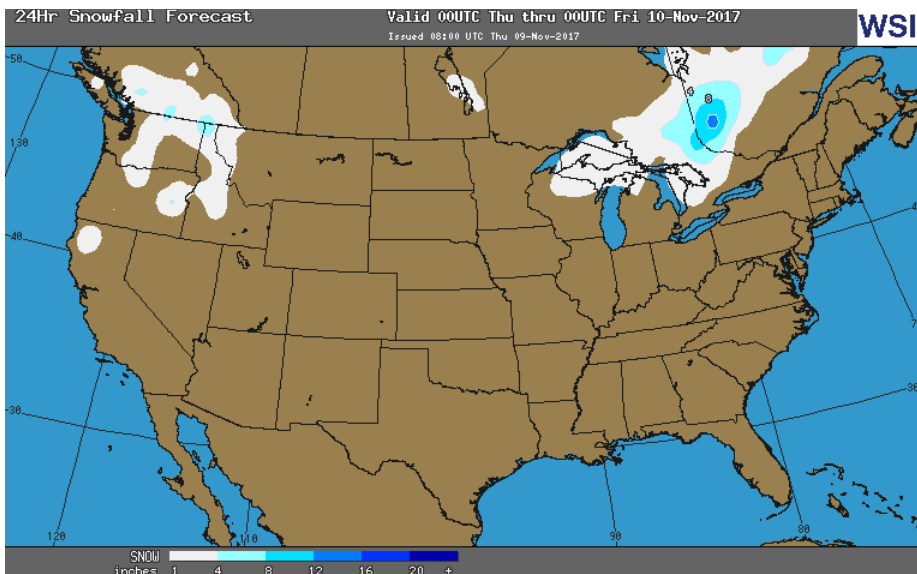 24Hr Snowfall Forecast
Valid 00UTC Thu thru 00UTC Fri 10-Nov-2017
WSI
Issued 08:00 UTC Thu 09-Nov-2017
50
4
8
130
40
30
120
110
90
80
SNOW
inches 1 4 8 12 16 20 +